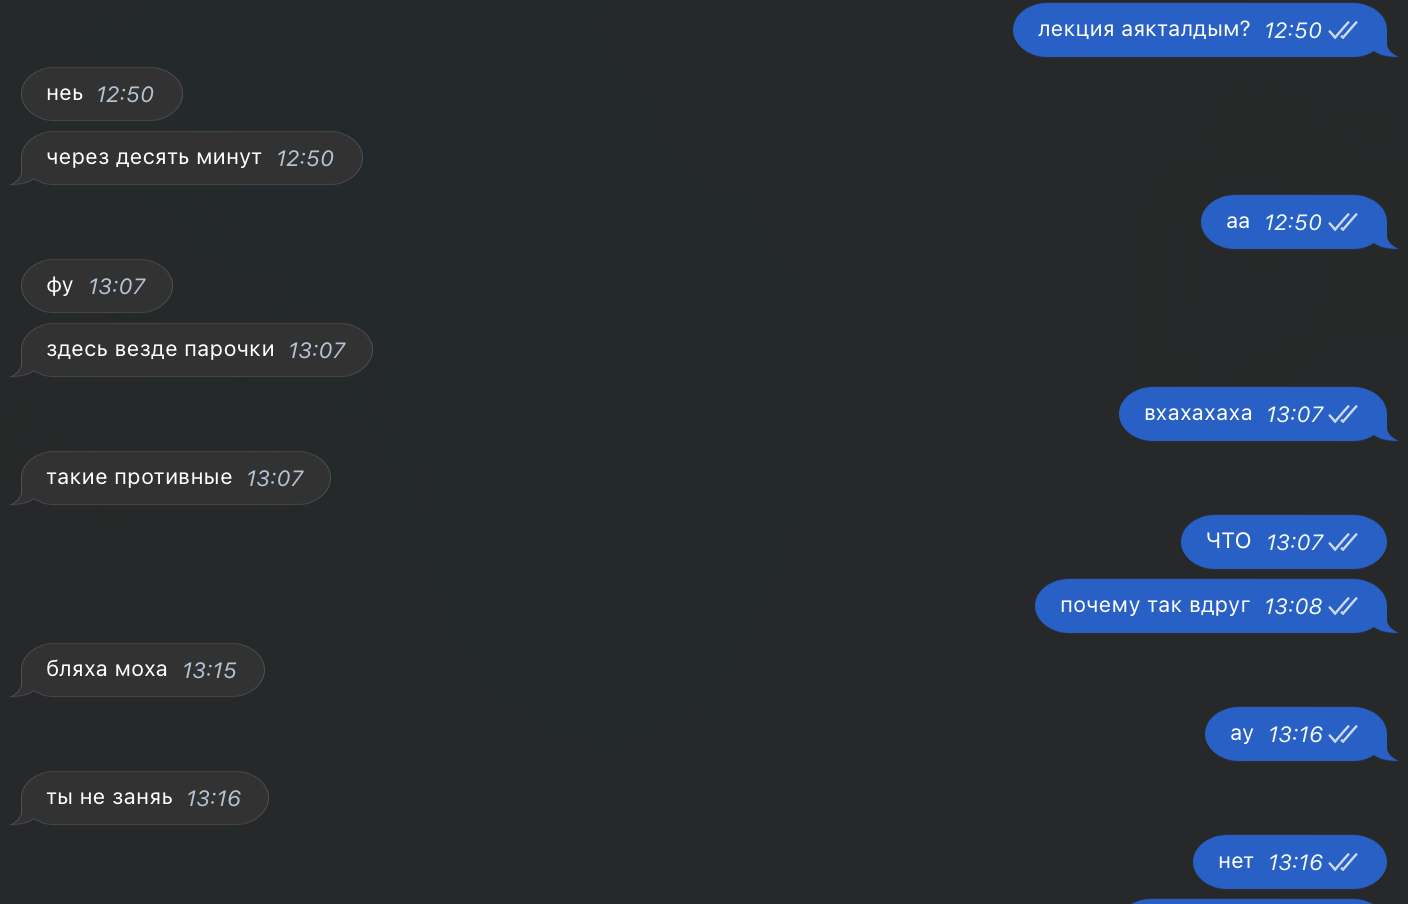 лекция аякталдым? 12:50
неь 12:50
через десять минут 12:50
аа 12:50
фу 13:07
здесь везде парочки 13:07
вхахахаха 13:07
такие противные 13:07
ЧТО 13:07
почему так вдруг 13:08
бляха моха 13:15
ау 13:16
ты не заняь 13:16
нет 13:16